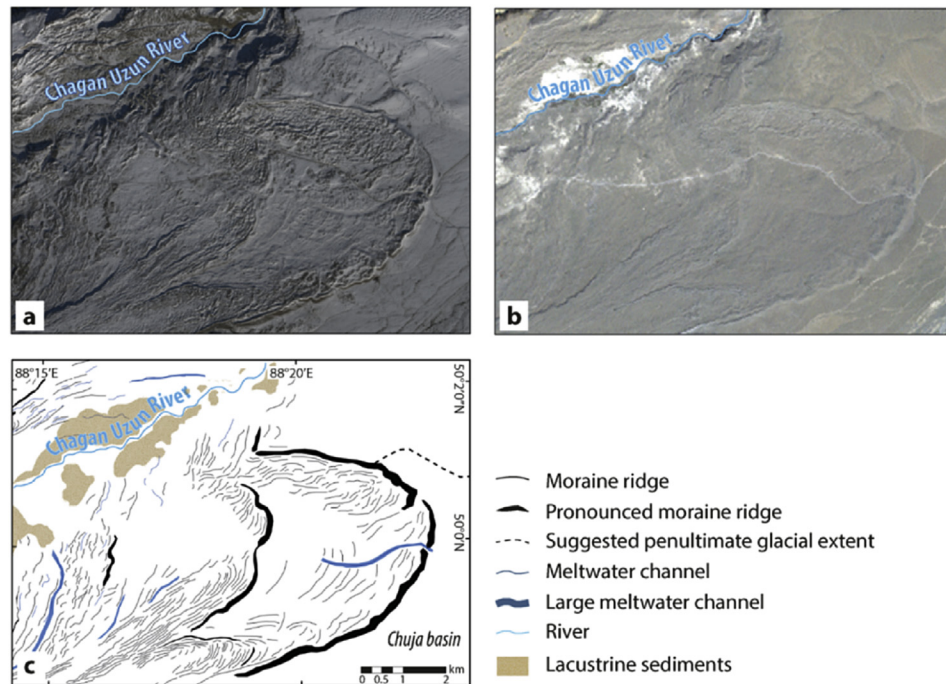 Chagan Uzun River
a
Chagan Uzun River
b
88°15'E
88°20'E
50°2'0"N
Chagan Uzun River
50°0'N
Chuja basin
c
km
0 0.5 1 2
Moraine ridge
Pronounced moraine ridge
Suggested penultimate glacial extent
Meltwater channel
Large meltwater channel
River
Lacustrine sediments